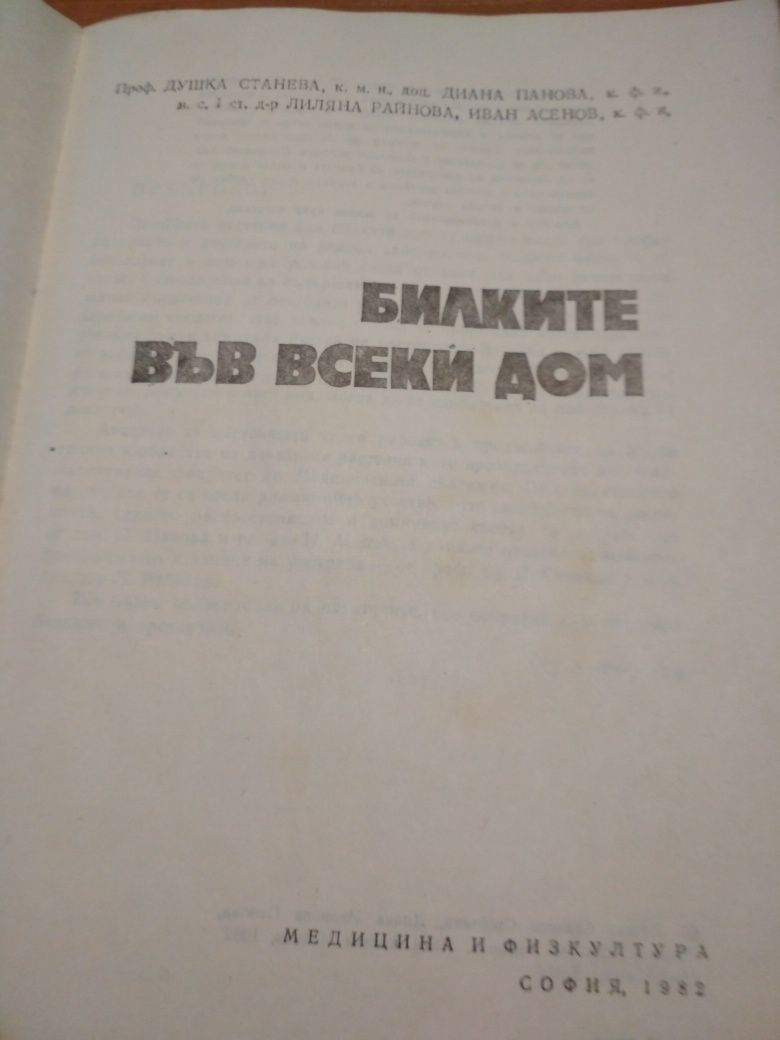 Проф. ДУШКА СТАНЕВА, к. м. н., доц. ДИАНА ПАНОВА, к. ф. н.,
н. с. I ст. д-р ЛИЛЯНА РАЙНОВА, ИВАН АСЕНОВ, к. ф. н.
БИЛКИТЕ
ВЪВ ВСЕКИ ДОМ
МЕДИЦИНА И ФИЗКУЛТУРА
СОФИЯ, 1982